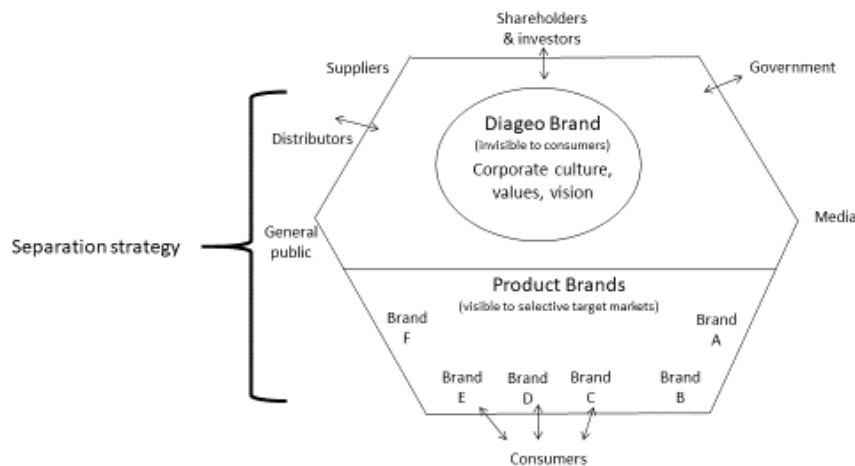 Shareholders
& investors
Suppliers
Government
Diageo Brand
(invisible to consumers)
Corporate culture,
values, vision
Distributors
General
public
Media
Separation strategy
Product Brands
(visible to selective target markets)
Brand
F
Brand
A
Brand
E
Brand
D
Brand
C
Brand
B
Consumers